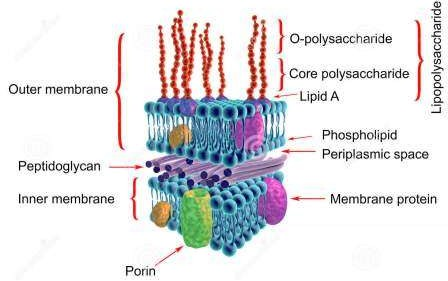 O-polysaccharide
Core polysaccharide
Lipid A
Lipopolysaccharide
Outer membrane
Phospholipid
Periplasmic space
Peptidoglycan
Inner membrane
Membrane protein
Porin